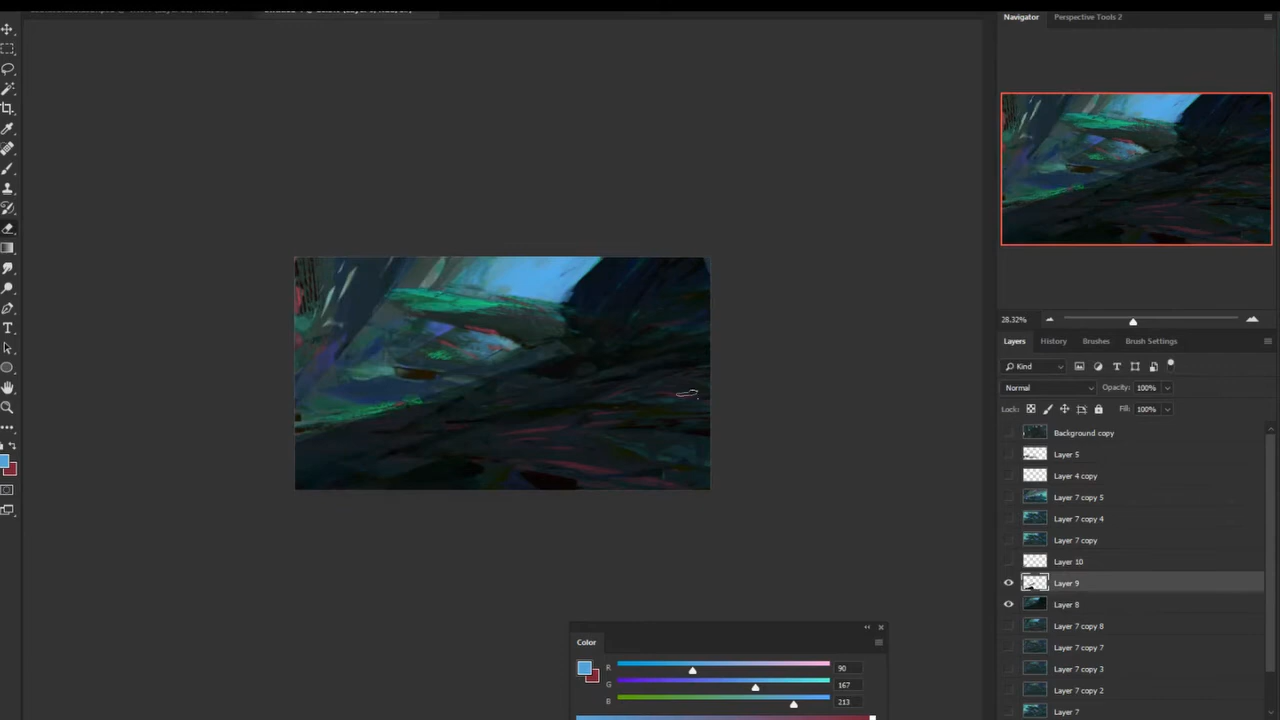 Navigator
Perspective Tools 2
28.32%
Layers
History
Brushes
Brush Settings
Kind
Normal
Opacity: 100%
Lock:
Fill: 100%
Background copy
Layer 5
Layer 4 copy
Layer 7 copy 5
Layer 7 copy 4
Layer 7 copy
Layer 10
Layer 9
Layer 8
Layer 7 copy 8
Layer 7 copy 7
Layer 7 copy 3
Layer 7 copy 2
Layer 7
Color
R 90
G 167
B 213